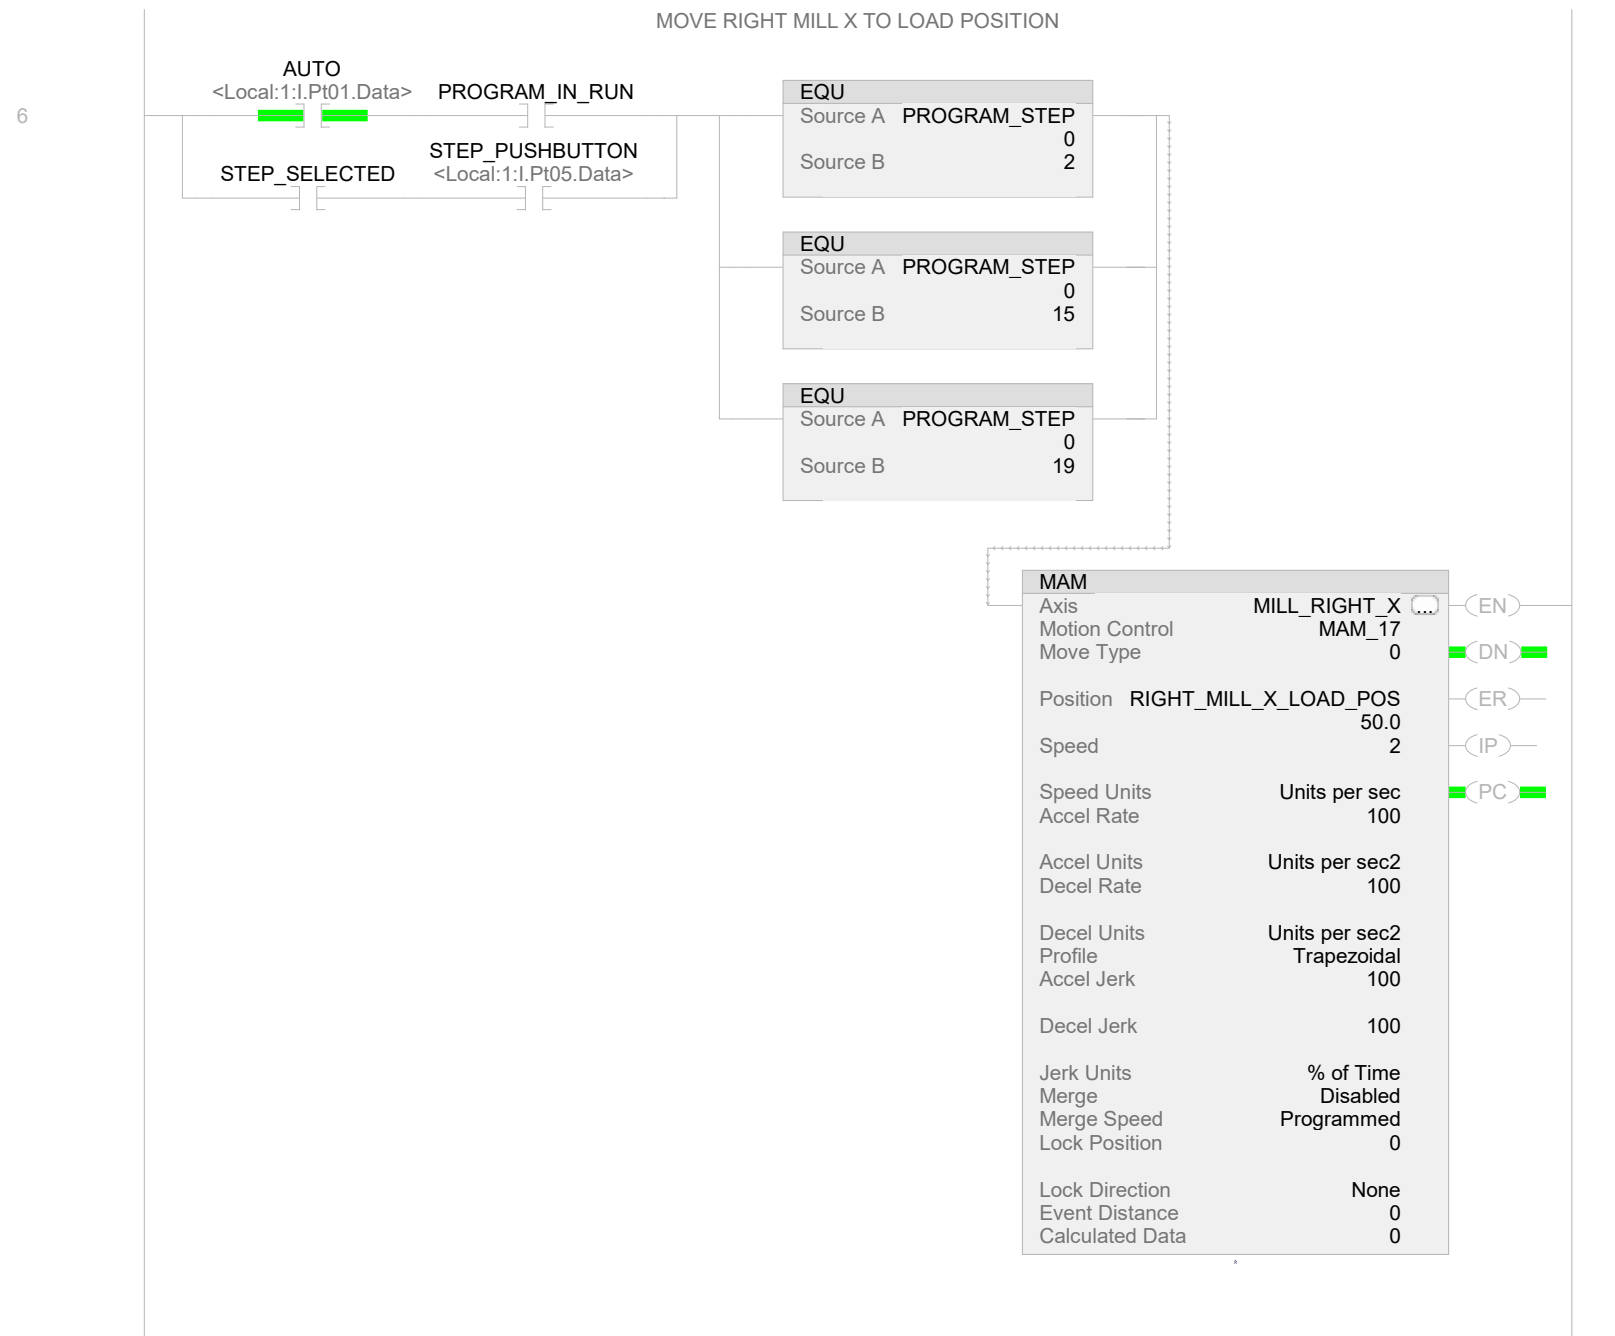 MOVE RIGHT MILL X TO LOAD POSITION
6
AUTO
<Local:1:I.Pt01.Data>
PROGRAM_IN_RUN
STEP_SELECTED
STEP_PUSHBUTTON
<Local:1:I.Pt05.Data>
EQU
Source A PROGRAM_STEP
0
Source B 2
EQU
Source A PROGRAM_STEP
0
Source B 15
EQU
Source A PROGRAM_STEP
0
Source B 19
MAM
Axis MILL_RIGHT_X ... EN
Motion Control MAM_17
Move Type 0 DN
Position RIGHT_MILL_X_LOAD_POS ER
50.0
Speed 2 IP
Speed Units Units per sec PC
Accel Rate 100
Accel Units Units per sec2
Decel Rate 100
Decel Units Units per sec2
Profile Trapezoidal
Accel Jerk 100
Decel Jerk 100
Jerk Units % of Time
Merge Disabled
Merge Speed Programmed
Lock Position 0
Lock Direction None
Event Distance 0
Calculated Data 0